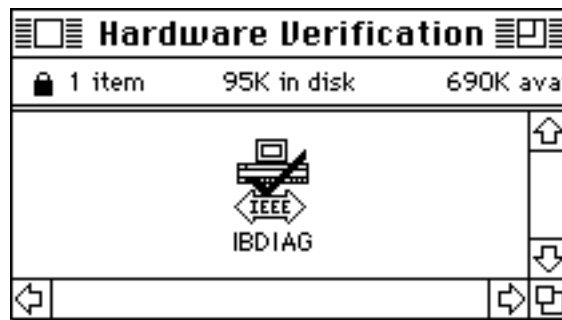 Hardware Verification
1 item 95K in disk 690K ava
IEEE
IBDIAG